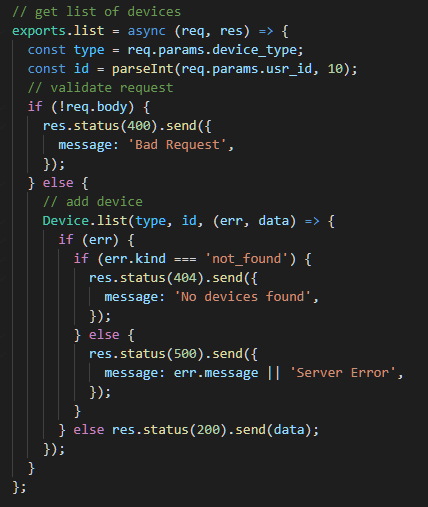 // get list of devices
exports.list = async (req, res) => {
  const type = req.params.device_type;
  const id = parseInt(req.params.usr_id, 10);
  // validate request
  if (!req.body) {
    res.status(400).send({
      message: 'Bad Request',
    });
  } else {
    // add device
    Device.list(type, id, (err, data) => {
      if (err) {
        if (err.kind === 'not_found') {
          res.status(404).send({
            message: 'No devices found',
          });
        } else {
          res.status(500).send({
            message: err.message || 'Server Error',
          });
        }
      } else res.status(200).send(data);
    });
  }
};